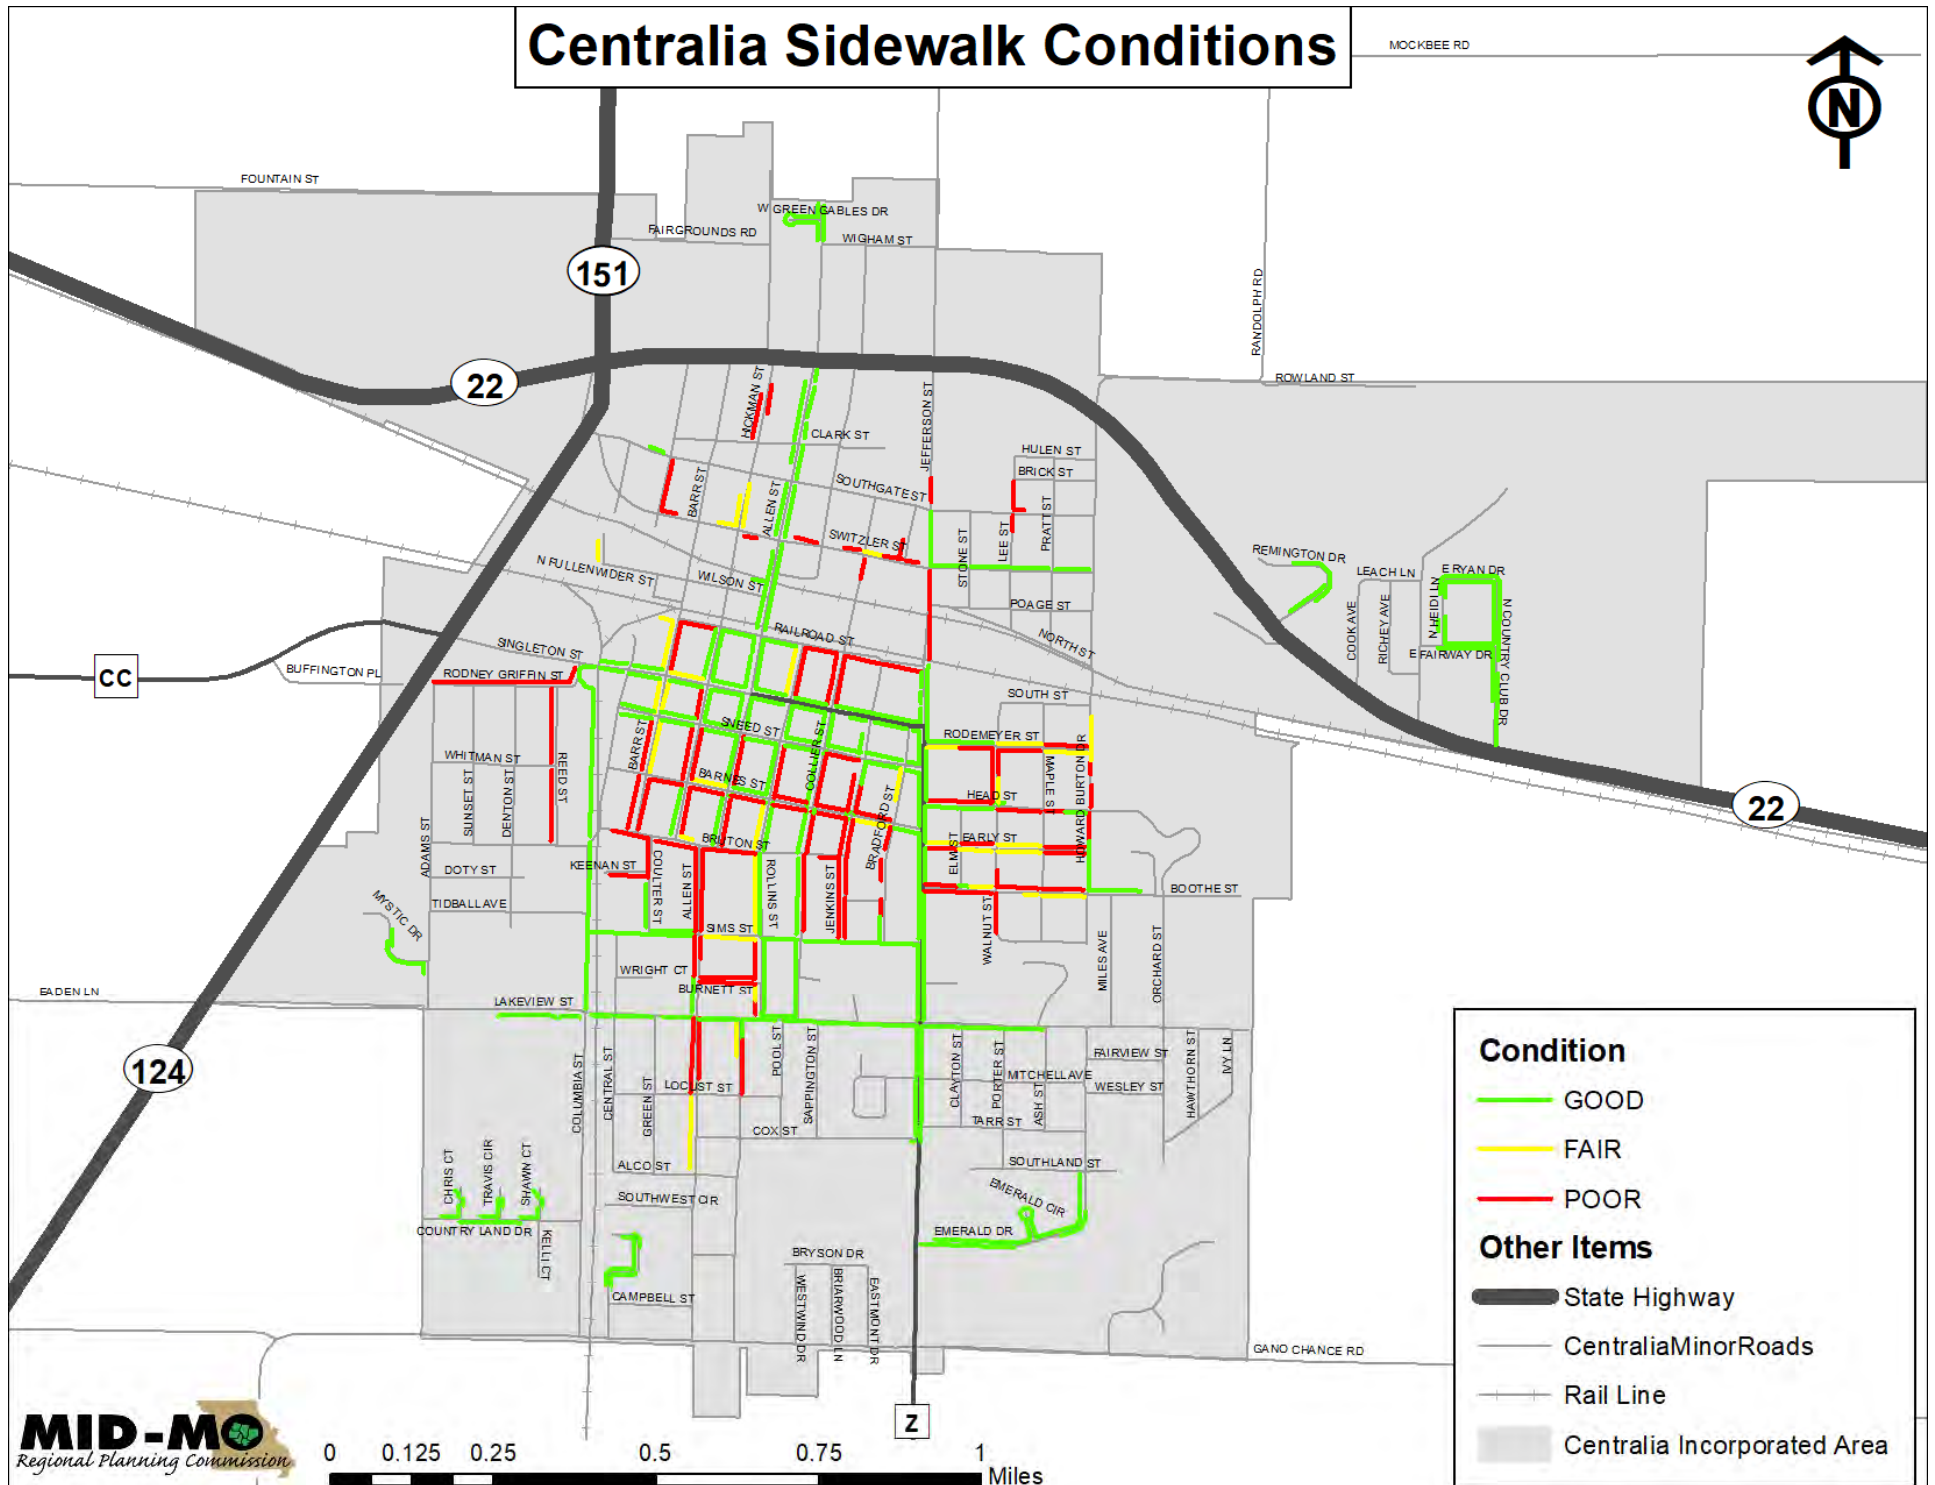 Centralia Sidewalk Conditions
MOCKBEE RD
N
FOUNTAIN ST
W GREEN GABLES DR
FAIRGROUNDS RD
WIGHAM ST
151
RANDOLPH RD
22
ROWLAND ST
HICKMAN ST
JEFFERSON ST
CLARK ST
HULEN ST
BRICK ST
BARR ST
ALLEN ST
SOUTHGATE ST
PRATT ST
LEE ST
STONE ST
SWITZLER ST
N FULLENWIDER ST
WILSON ST
REMINGTON DR
LEACH LN
E RYAN DR
N HEIDI LN
COOK AVE
RICHEY AVE
N COUNTRY CLUB DR
E FAIRWAY DR
POAGE ST
RAILROAD ST
NORTH ST
SINGLETON ST
BUFFINGTON PL
CC
RODNEY GRIFFIN ST
SOUTH ST
SNEED ST
COLLIER ST
RODEMEYER ST
BARR ST
WHITMAN ST
REED ST
SUNSET ST
DENTON ST
ADAMS ST
BARNES ST
HEAD ST
MAPLE ST
HOWARD BURTON DR
22
BRADFORD ST
BRUTON ST
EARLY ST
ELM ST
KEENAN ST
COULTER ST
ALLEN ST
ROLLINS ST
JENKINS ST
DOTY ST
BOOTHE ST
MYSTIC DR
TIDBALL AVE
SIMS ST
WALNUT ST
MILES AVE
ORCHARD ST
WRIGHT CT
BURNETT ST
EADEN LN
LAKEVIEW ST
124
COLUMBIA ST
CENTRAL ST
GREEN ST
LOCUST ST
POOL ST
SAPPINGTON ST
CLAYTON ST
PORTER ST
ASH ST
MITCHELL AVE
FAIRVIEW ST
WESLEY ST
HAWTHORN ST
IVY LN
COX ST
TARR ST
CHRIS CT
TRAVIS CIR
SHAWN CT
ALCO ST
SOUTHLAND ST
SOUTHWEST CIR
EMERALD CIR
COUNTRY LAND DR
KELLI CT
EMERALD DR
BRYSON DR
WESTWIND DR
BRIARWOOD LN
EASTMONT DR
CAMPBELL ST
GANO CHANCE RD
Z
Condition
GOOD
FAIR
POOR
Other Items
State Highway
CentraliaMinorRoads
Rail Line
Centralia Incorporated Area
MID-MO
Regional Planning Commission
0 0.125 0.25 0.5 0.75 1
Miles